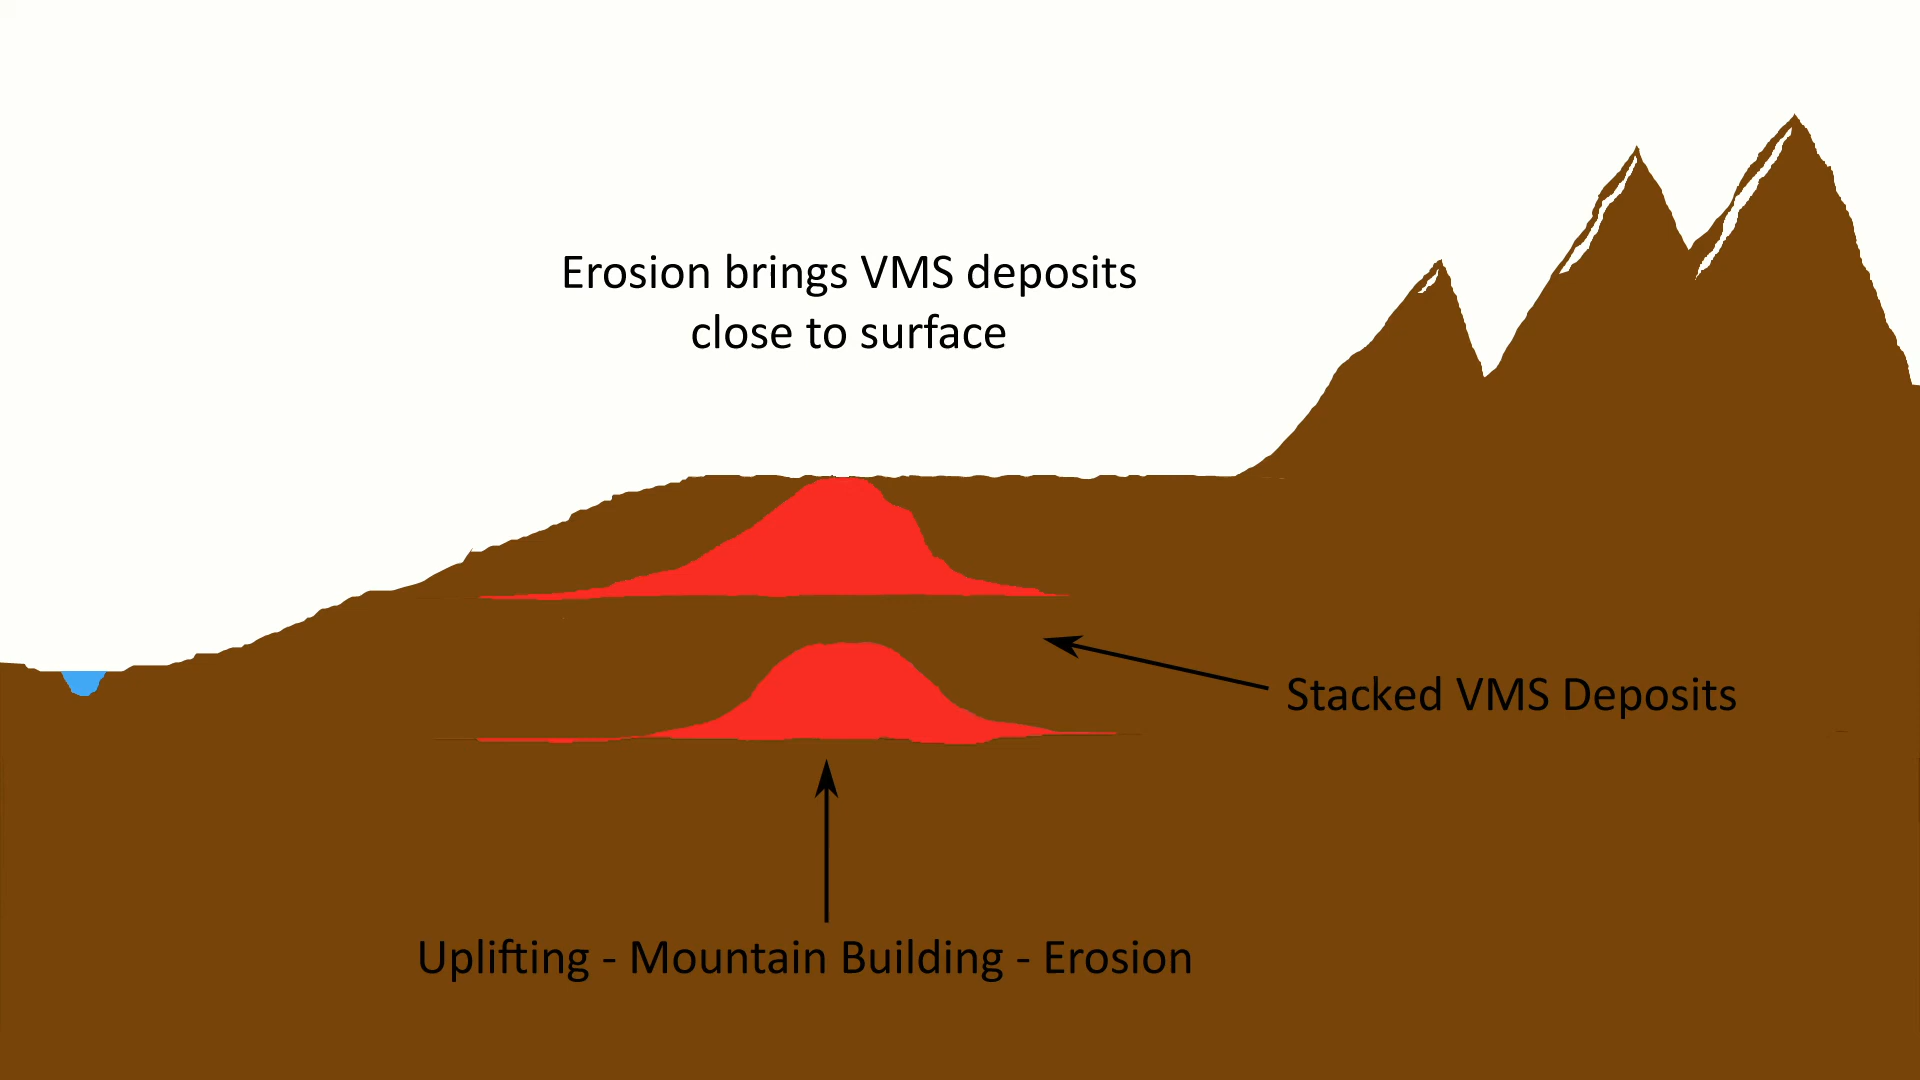 Erosion brings VMS deposits
close to surface
Stacked VMS Deposits
Uplifting - Mountain Building - Erosion